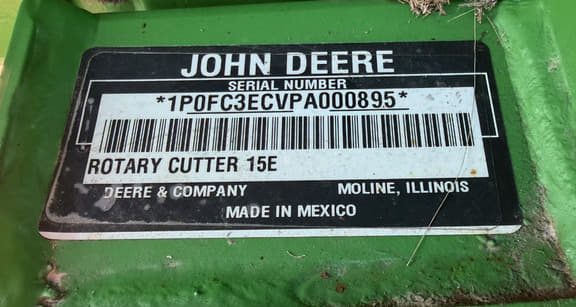 JOHN DEERE
SERIAL NUMBER
*1P0FC3ECVPA000895*
ROTARY CUTTER 15E
DEERE & COMPANY MOLINE, ILLINOIS
MADE IN MEXICO